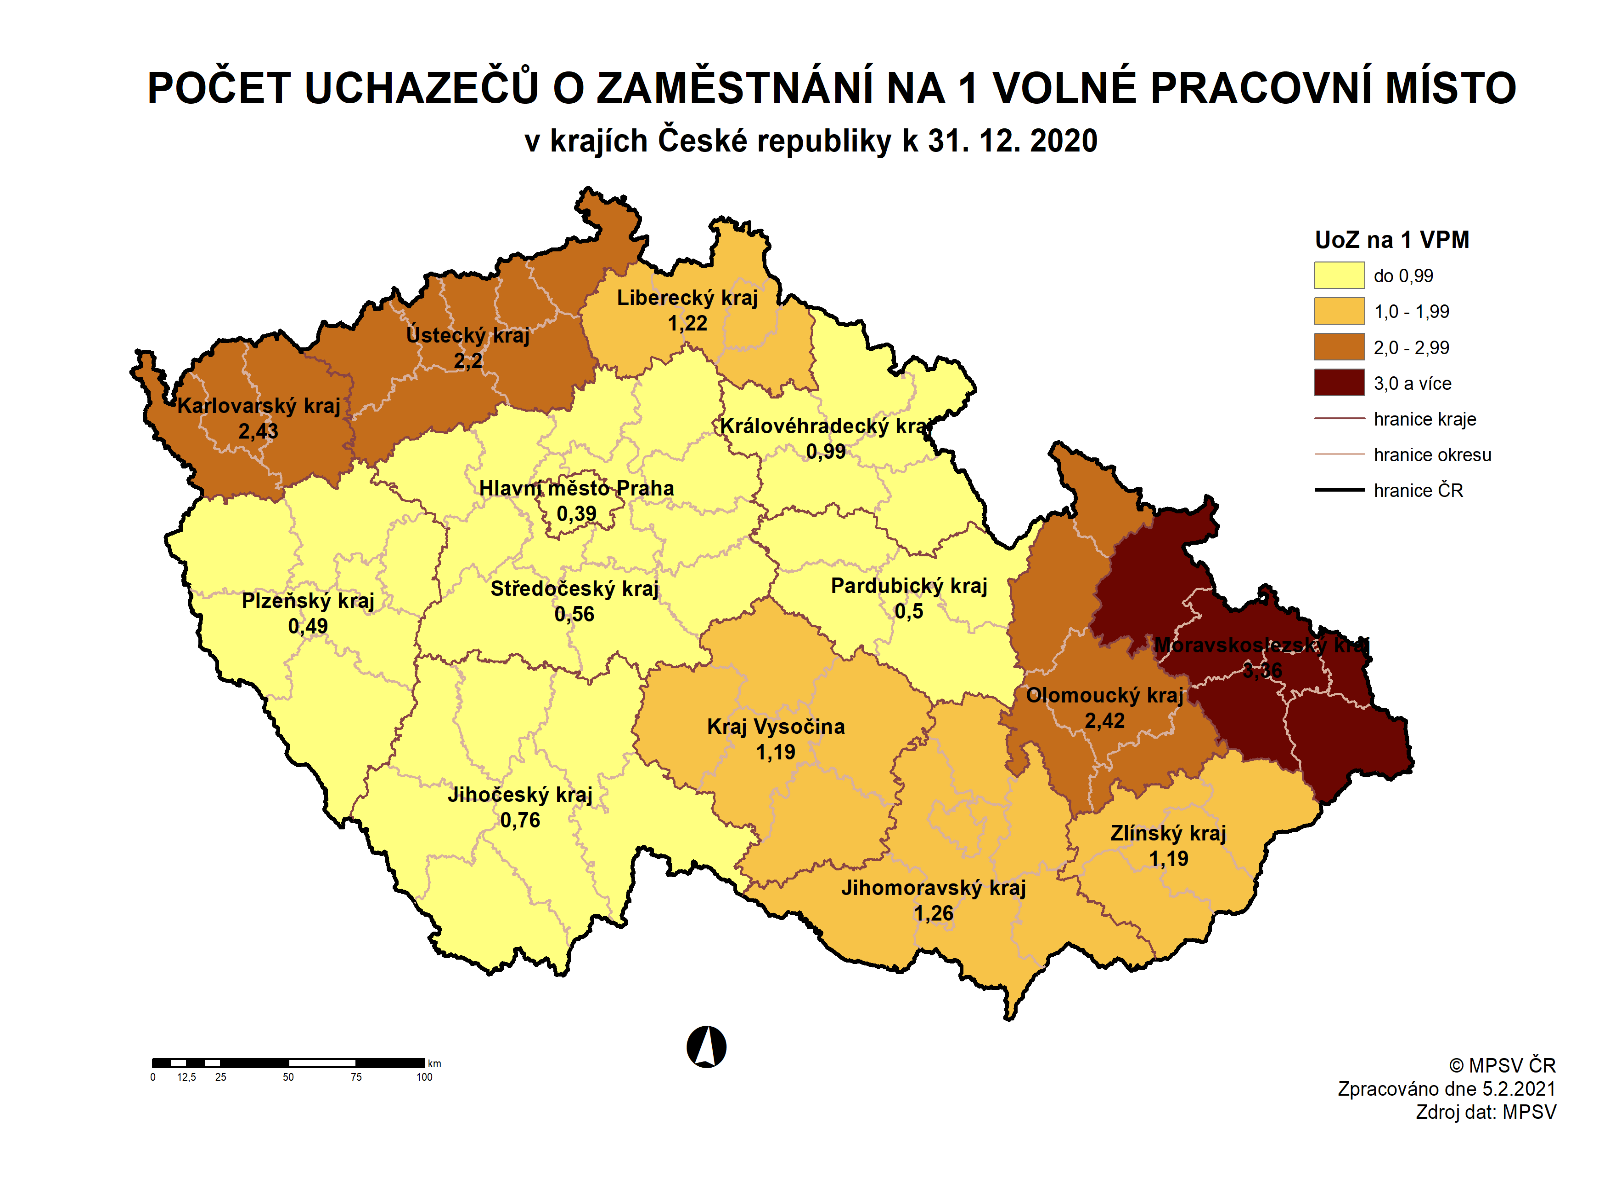 POČET UCHAZEČŮ O ZAMĚSTNÁNÍ NA 1 VOLNÉ PRACOVNÍ MÍSTO
v krajích České republiky k 31. 12. 2020
UoZ na 1 VPM
do 0,99
1,0 - 1,99
2,0 - 2,99
3,0 a více
hranice kraje
hranice okresu
hranice ČR
Liberecký kraj
1,22
Ústecký kraj
2,2
Karlovarský kraj
2,43
Královéhradecký kraj
0,99
Hlavní město Praha
0,39
Středočeský kraj
0,56
Pardubický kraj
0,5
Plzeňský kraj
0,49
Moravskoslezský kraj
3,36
Olomoucký kraj
2,42
Kraj Vysočina
1,19
Jihočeský kraj
0,76
Zlínský kraj
1,19
Jihomoravský kraj
1,26
km
0 12,5 25 50 75 100
© MPSV ČR
Zpracováno dne 5.2.2021
Zdroj dat: MPSV